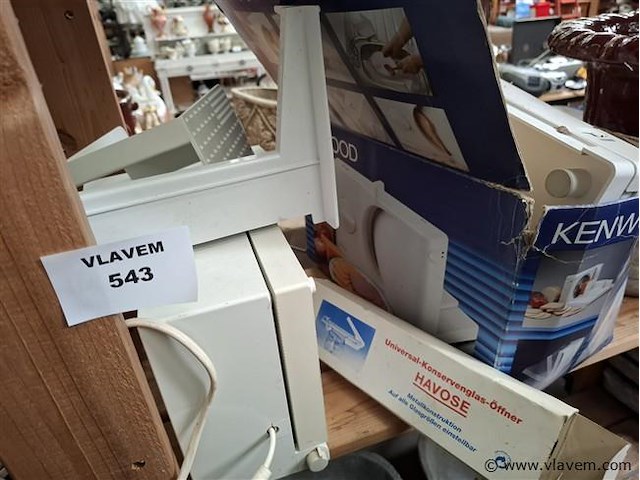 OOD
KENW
VLAVEM
543
Universal-Konservenglas-Öffner
HAVOSE
Metallkonstruktion
Auf alle Glasgrößen einstellbar
© www.vlavem.com